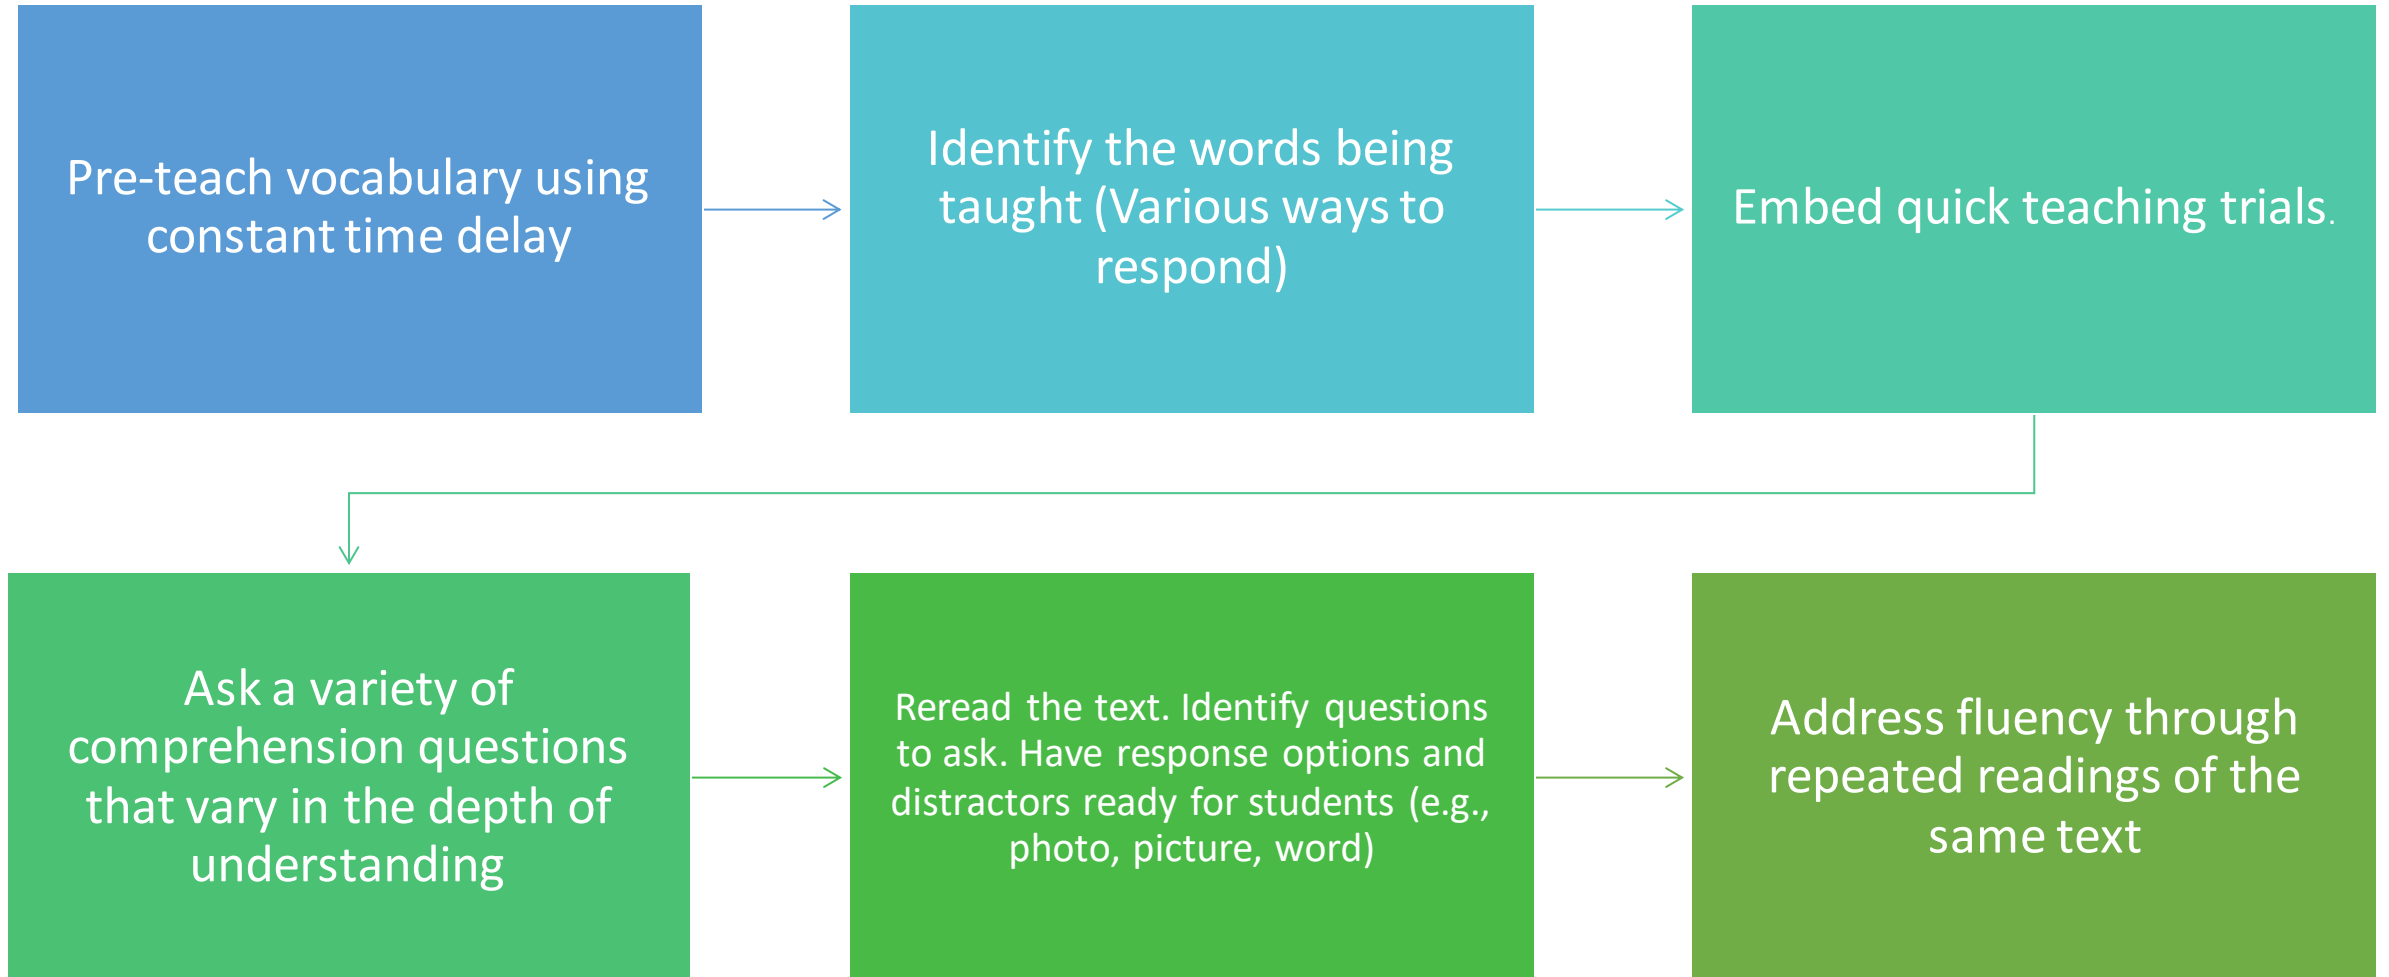 Pre-teach vocabulary using
constant time delay
Identify the words being
taught (Various ways to
respond)
Embed quick teaching trials.
Ask a variety of
comprehension questions
that vary in the depth of
understanding
Reread the text. Identify questions
to ask. Have response options and
distractors ready for students (e.g.,
photo, picture, word)
Address fluency through
repeated readings of the
same text